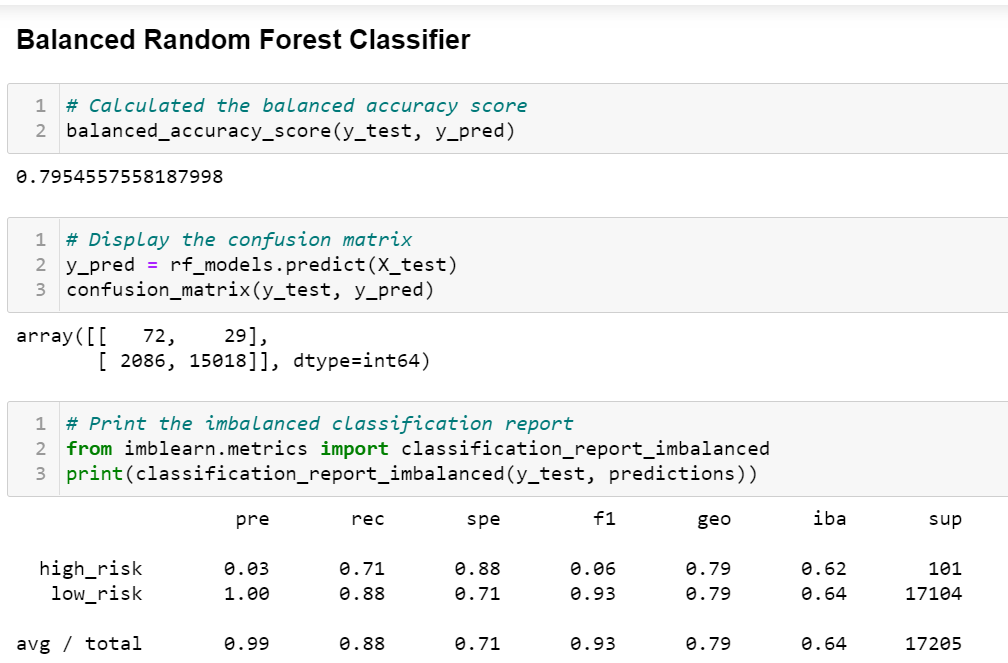 Balanced Random Forest Classifier
1 # Calculated the balanced accuracy score
2 balanced_accuracy_score(y_test, y_pred)
0.7954557558187998
1 # Display the confusion matrix
2 y_pred = rf_models.predict(X_test)
3 confusion_matrix(y_test, y_pred)
array([[   72,    29],
       [ 2086, 15018]], dtype=int64)
1 # Print the imbalanced classification report
2 from imblearn.metrics import classification_report_imbalanced
3 print(classification_report_imbalanced(y_test, predictions))
pre rec spe f1 geo iba sup
high_risk 0.03 0.71 0.88 0.06 0.79 0.62 101
low_risk 1.00 0.88 0.71 0.93 0.79 0.64 17104
avg / total 0.99 0.88 0.71 0.93 0.79 0.64 17205